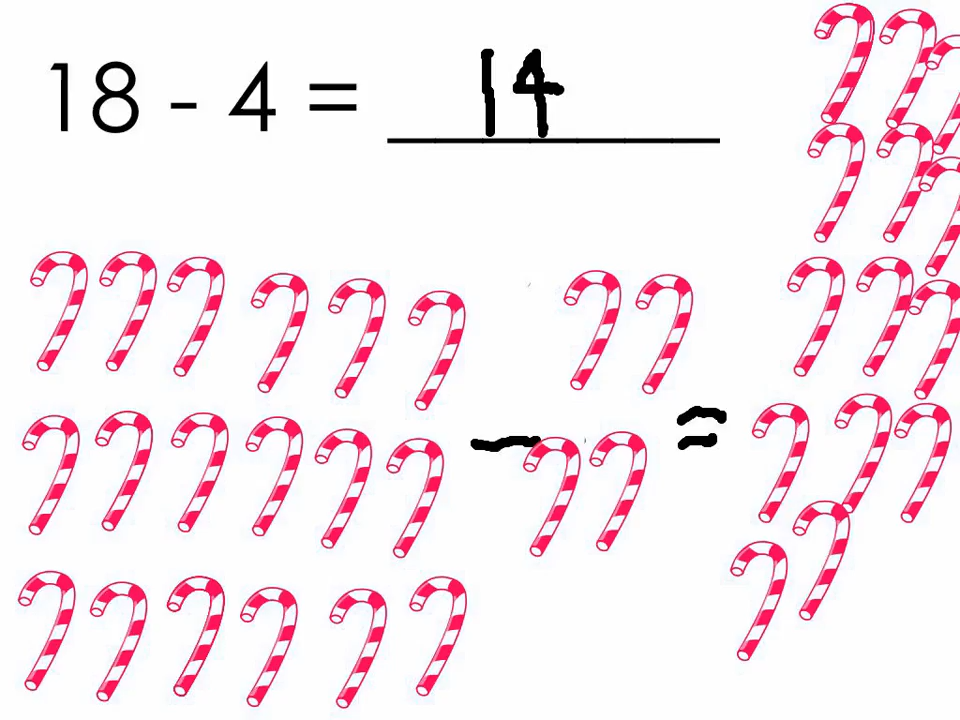 18 - 4 = 14
- =